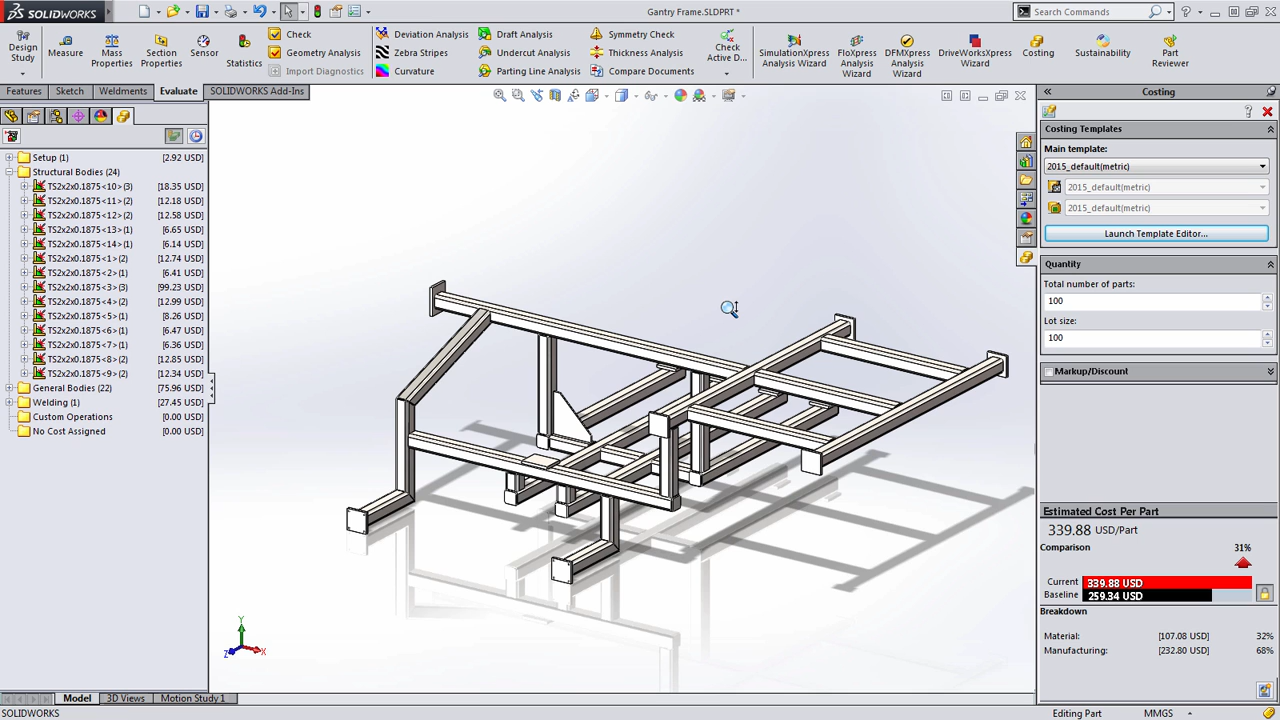 SOLIDWORKS
Gantry Frame.SLDPRT *
Search Commands
Design Study
Measure
Mass Properties
Section Properties
Sensor
Statistics
Check
Geometry Analysis
Import Diagnostics
Deviation Analysis
Zebra Stripes
Curvature
Draft Analysis
Undercut Analysis
Parting Line Analysis
Symmetry Check
Thickness Analysis
Compare Documents
Check Active D...
SimulationXpress Analysis Wizard
FloXpress Analysis Wizard
DFMXpress Analysis Wizard
DriveWorksXpress Wizard
Costing
Sustainability
Part Reviewer
Features
Sketch
Weldments
Evaluate
SOLIDWORKS Add-Ins
Setup (1) [2.92 USD]
Structural Bodies (24)
TS2x2x0.1875<10> (3) [18.35 USD]
TS2x2x0.1875<11> (2) [12.18 USD]
TS2x2x0.1875<12> (2) [12.58 USD]
TS2x2x0.1875<13> (1) [6.65 USD]
TS2x2x0.1875<14> (1) [6.14 USD]
TS2x2x0.1875<1> (2) [12.74 USD]
TS2x2x0.1875<2> (1) [6.41 USD]
TS2x2x0.1875<3> (3) [99.23 USD]
TS2x2x0.1875<4> (2) [12.99 USD]
TS2x2x0.1875<5> (1) [8.26 USD]
TS2x2x0.1875<6> (1) [6.47 USD]
TS2x2x0.1875<7> (1) [6.36 USD]
TS2x2x0.1875<8> (2) [12.85 USD]
TS2x2x0.1875<9> (2) [12.34 USD]
General Bodies (22) [75.96 USD]
Welding (1) [27.45 USD]
Custom Operations [0.00 USD]
No Cost Assigned [0.00 USD]
Y
Z
X
Costing
Costing Templates
Main template:
2015_default(metric)
2015_default(metric)
2015_default(metric)
Launch Template Editor...
Quantity
Total number of parts:
100
Lot size:
100
Markup/Discount
Estimated Cost Per Part
339.88 USD/Part
Comparison 31%
Current 339.88 USD
Baseline 259.34 USD
Breakdown
Material: [107.08 USD] 32%
Manufacturing: [232.80 USD] 68%
Model
3D Views
Motion Study 1
SOLIDWORKS
Editing Part
MMGS